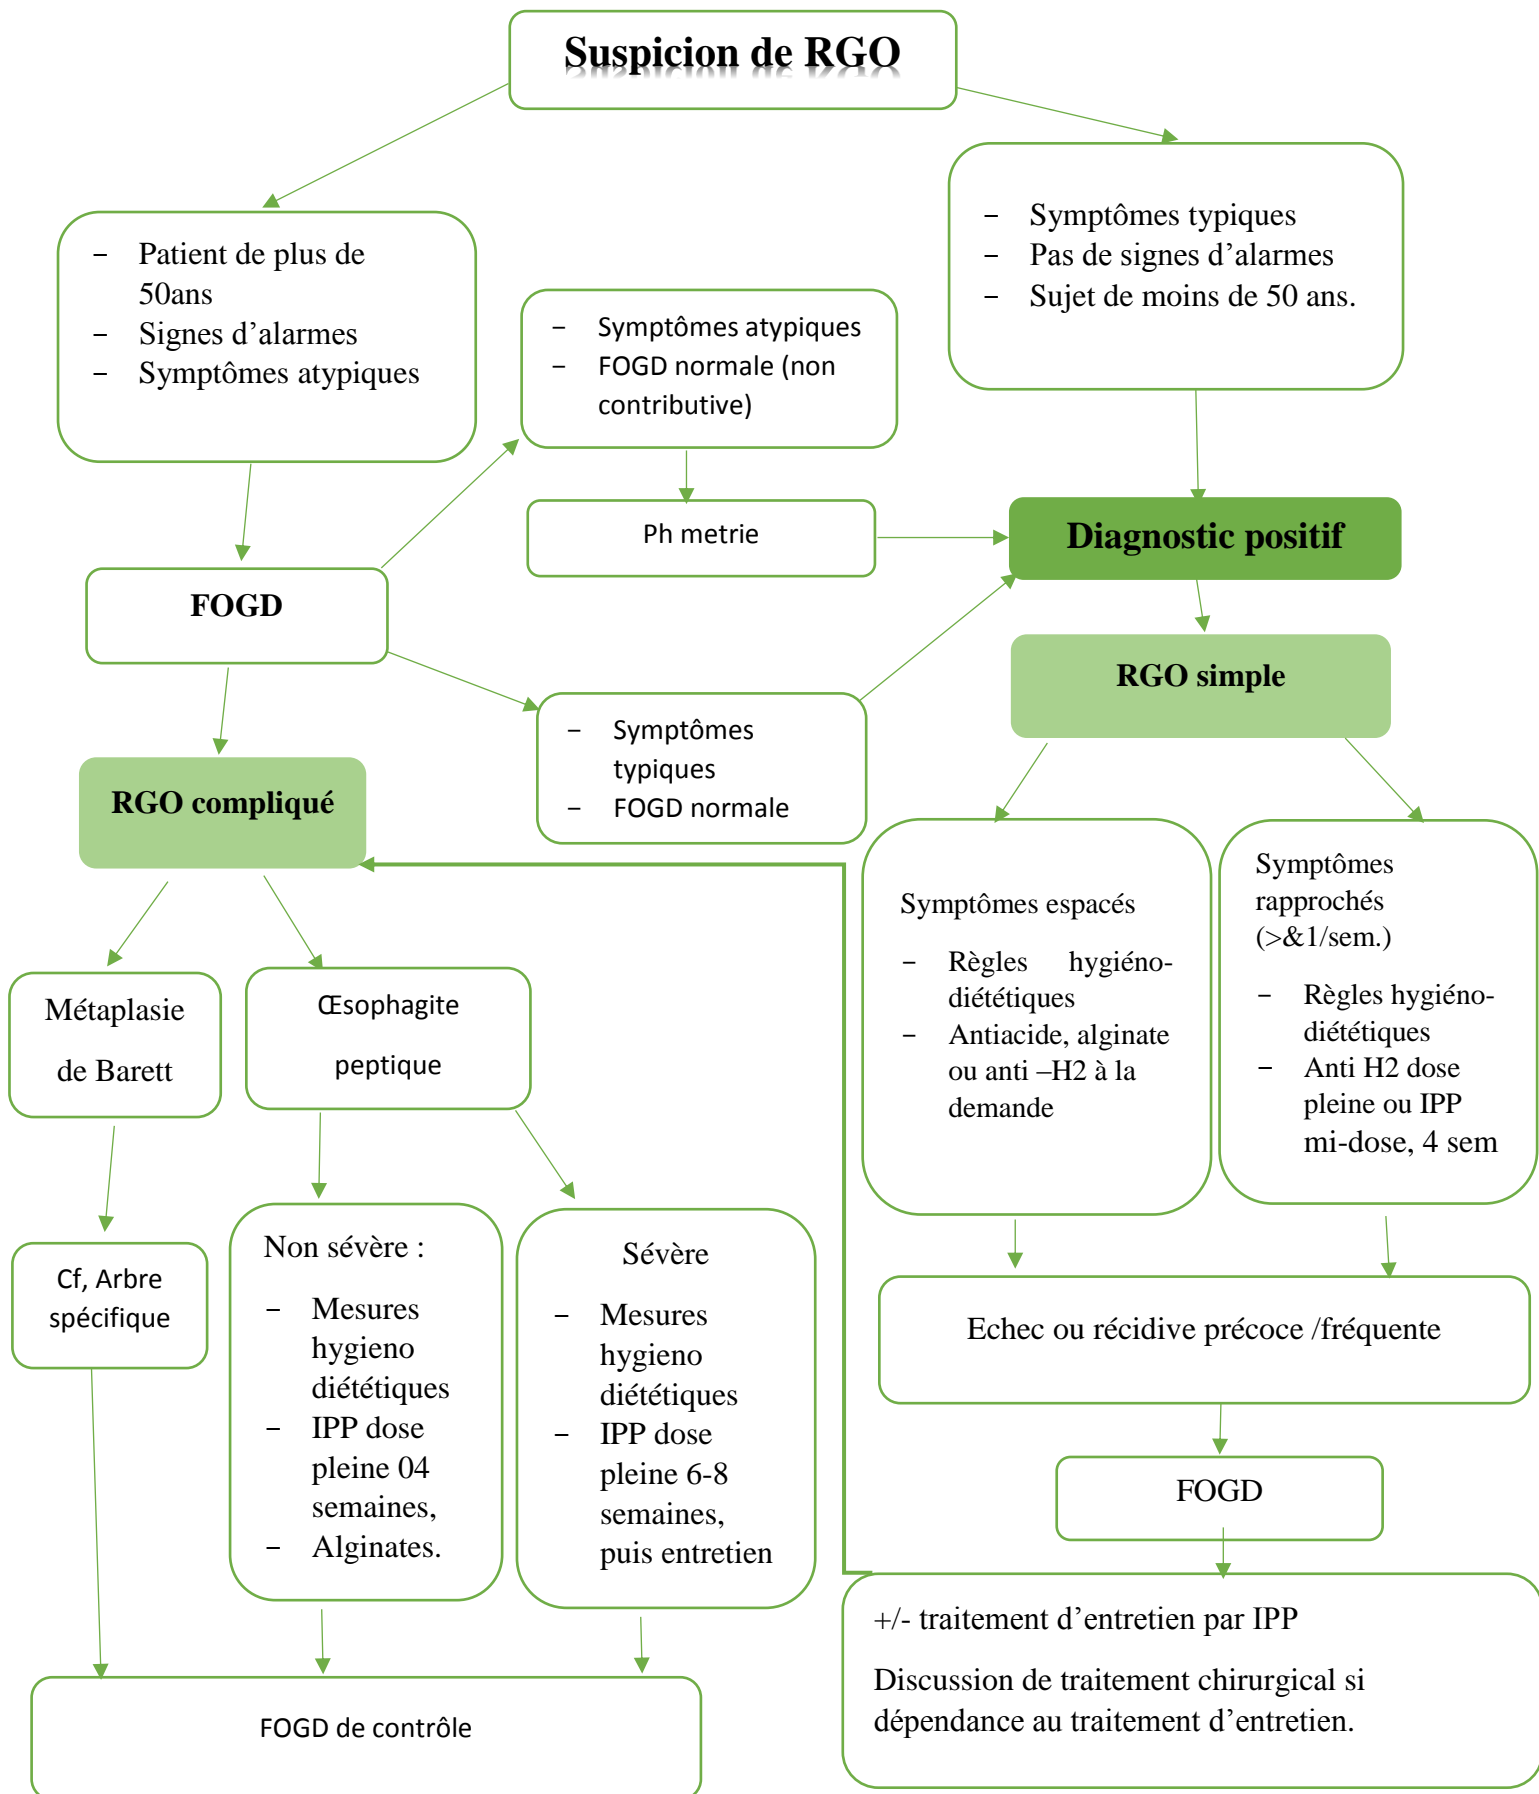 Suspicion de RGO
- Patient de plus de
50ans
- Signes d’alarmes
- Symptômes atypiques
- Symptômes typiques
- Pas de signes d’alarmes
- Sujet de moins de 50 ans.
- Symptômes atypiques
- FOGD normale (non
contributive)
Ph metrie
Diagnostic positif
FOGD
RGO simple
- Symptômes
typiques
- FOGD normale
RGO compliqué
Symptômes espacés
- Règles hygiéno-
diététiques
- Antiacide, alginate
ou anti –H2 à la
demande
Symptômes
rapprochés
(>&1/sem.)
- Règles hygiéno-
diététiques
- Anti H2 dose
pleine ou IPP
mi-dose, 4 sem
Métaplasie
de Barett
Œsophagite
peptique
Cf, Arbre
spécifique
Non sévère :
- Mesures
hygieno
diététiques
- IPP dose
pleine 04
semaines,
- Alginates.
Sévère
- Mesures
hygieno
diététiques
- IPP dose
pleine 6-8
semaines,
puis entretien
Echec ou récidive précoce /fréquente
FOGD
+/- traitement d’entretien par IPP
Discussion de traitement chirurgical si
dépendance au traitement d’entretien.
FOGD de contrôle